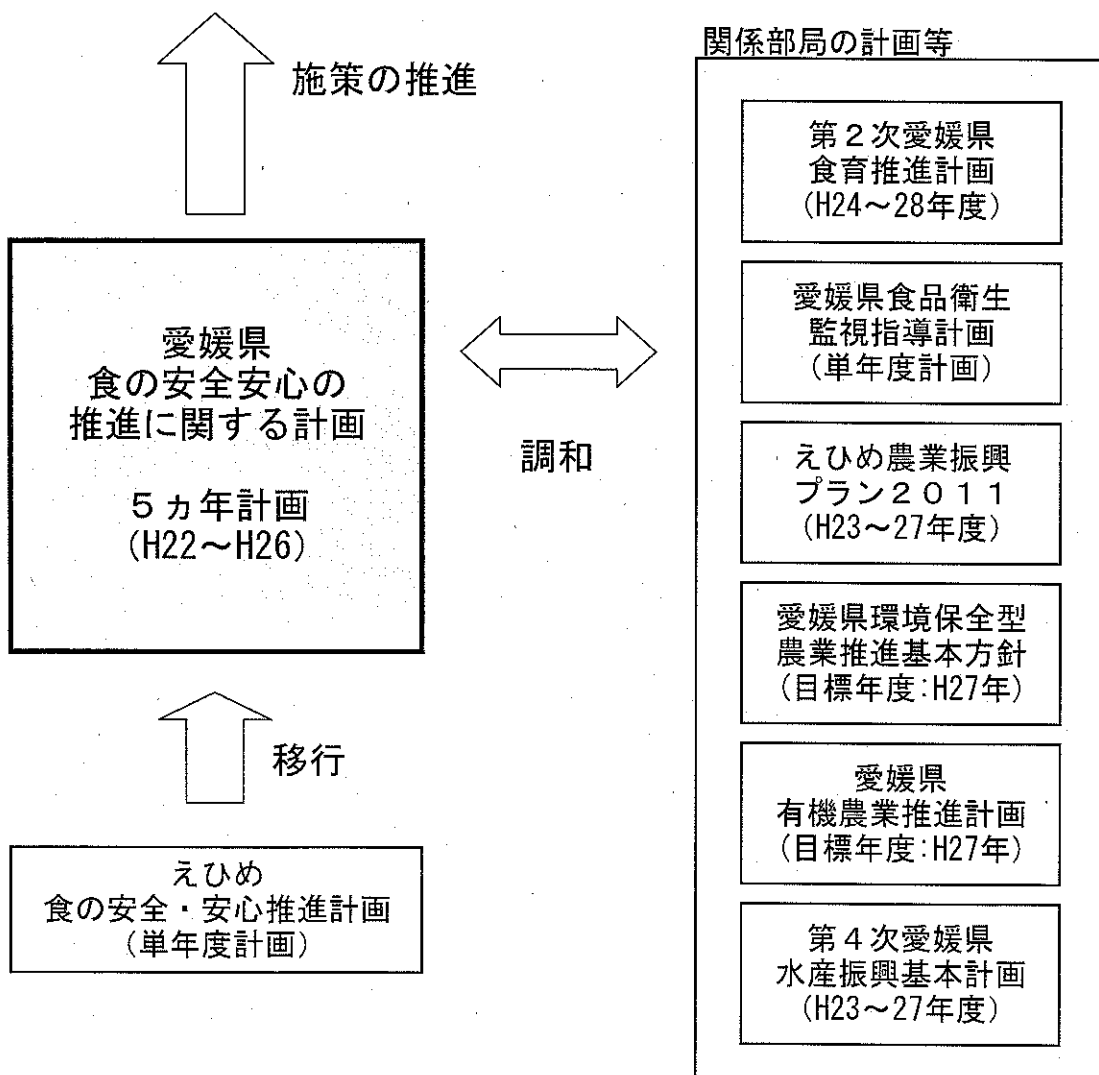 施策の推進
愛媛県
食の安全安心の
推進に関する計画
5ヵ年計画
(H22～H26)
移行
えひめ
食の安全・安心推進計画
(単年度計画)
調和
関係部局の計画等
第2次愛媛県
食育推進計画
(H24～28年度)
愛媛県食品衛生
監視指導計画
(単年度計画)
えひめ農業振興
プラン2011
(H23～27年度)
愛媛県環境保全型
農業推進基本方針
(目標年度:H27年)
愛媛県
有機農業推進計画
(目標年度:H27年)
第4次愛媛県
水産振興基本計画
(H23～27年度)